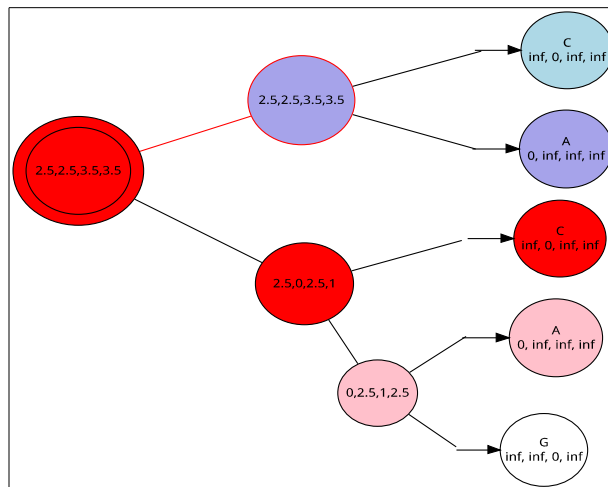 C
inf, 0, inf, inf
2.5,2.5,3.5,3.5
A
0, inf, inf, inf
2.5,2.5,3.5,3.5
C
inf, 0, inf, inf
2.5,0,2.5,1
A
0, inf, inf, inf
0,2.5,1,2.5
G
inf, inf, 0, inf